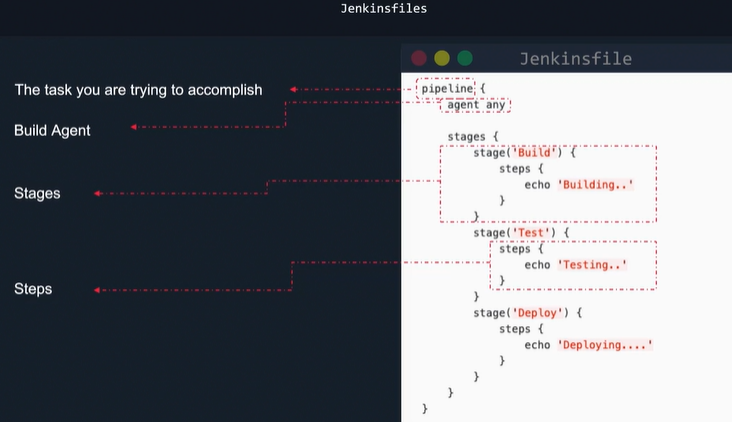 Jenkinsfiles
The task you are trying to accomplish
Build Agent
Stages
Steps
Jenkinsfile
pipeline {
agent any
stages {
stage('Build') {
steps {
echo 'Building..'
}
}
stage('Test') {
steps {
echo 'Testing..'
}
}
stage('Deploy') {
steps {
echo 'Deploying....'
}
}
}
}